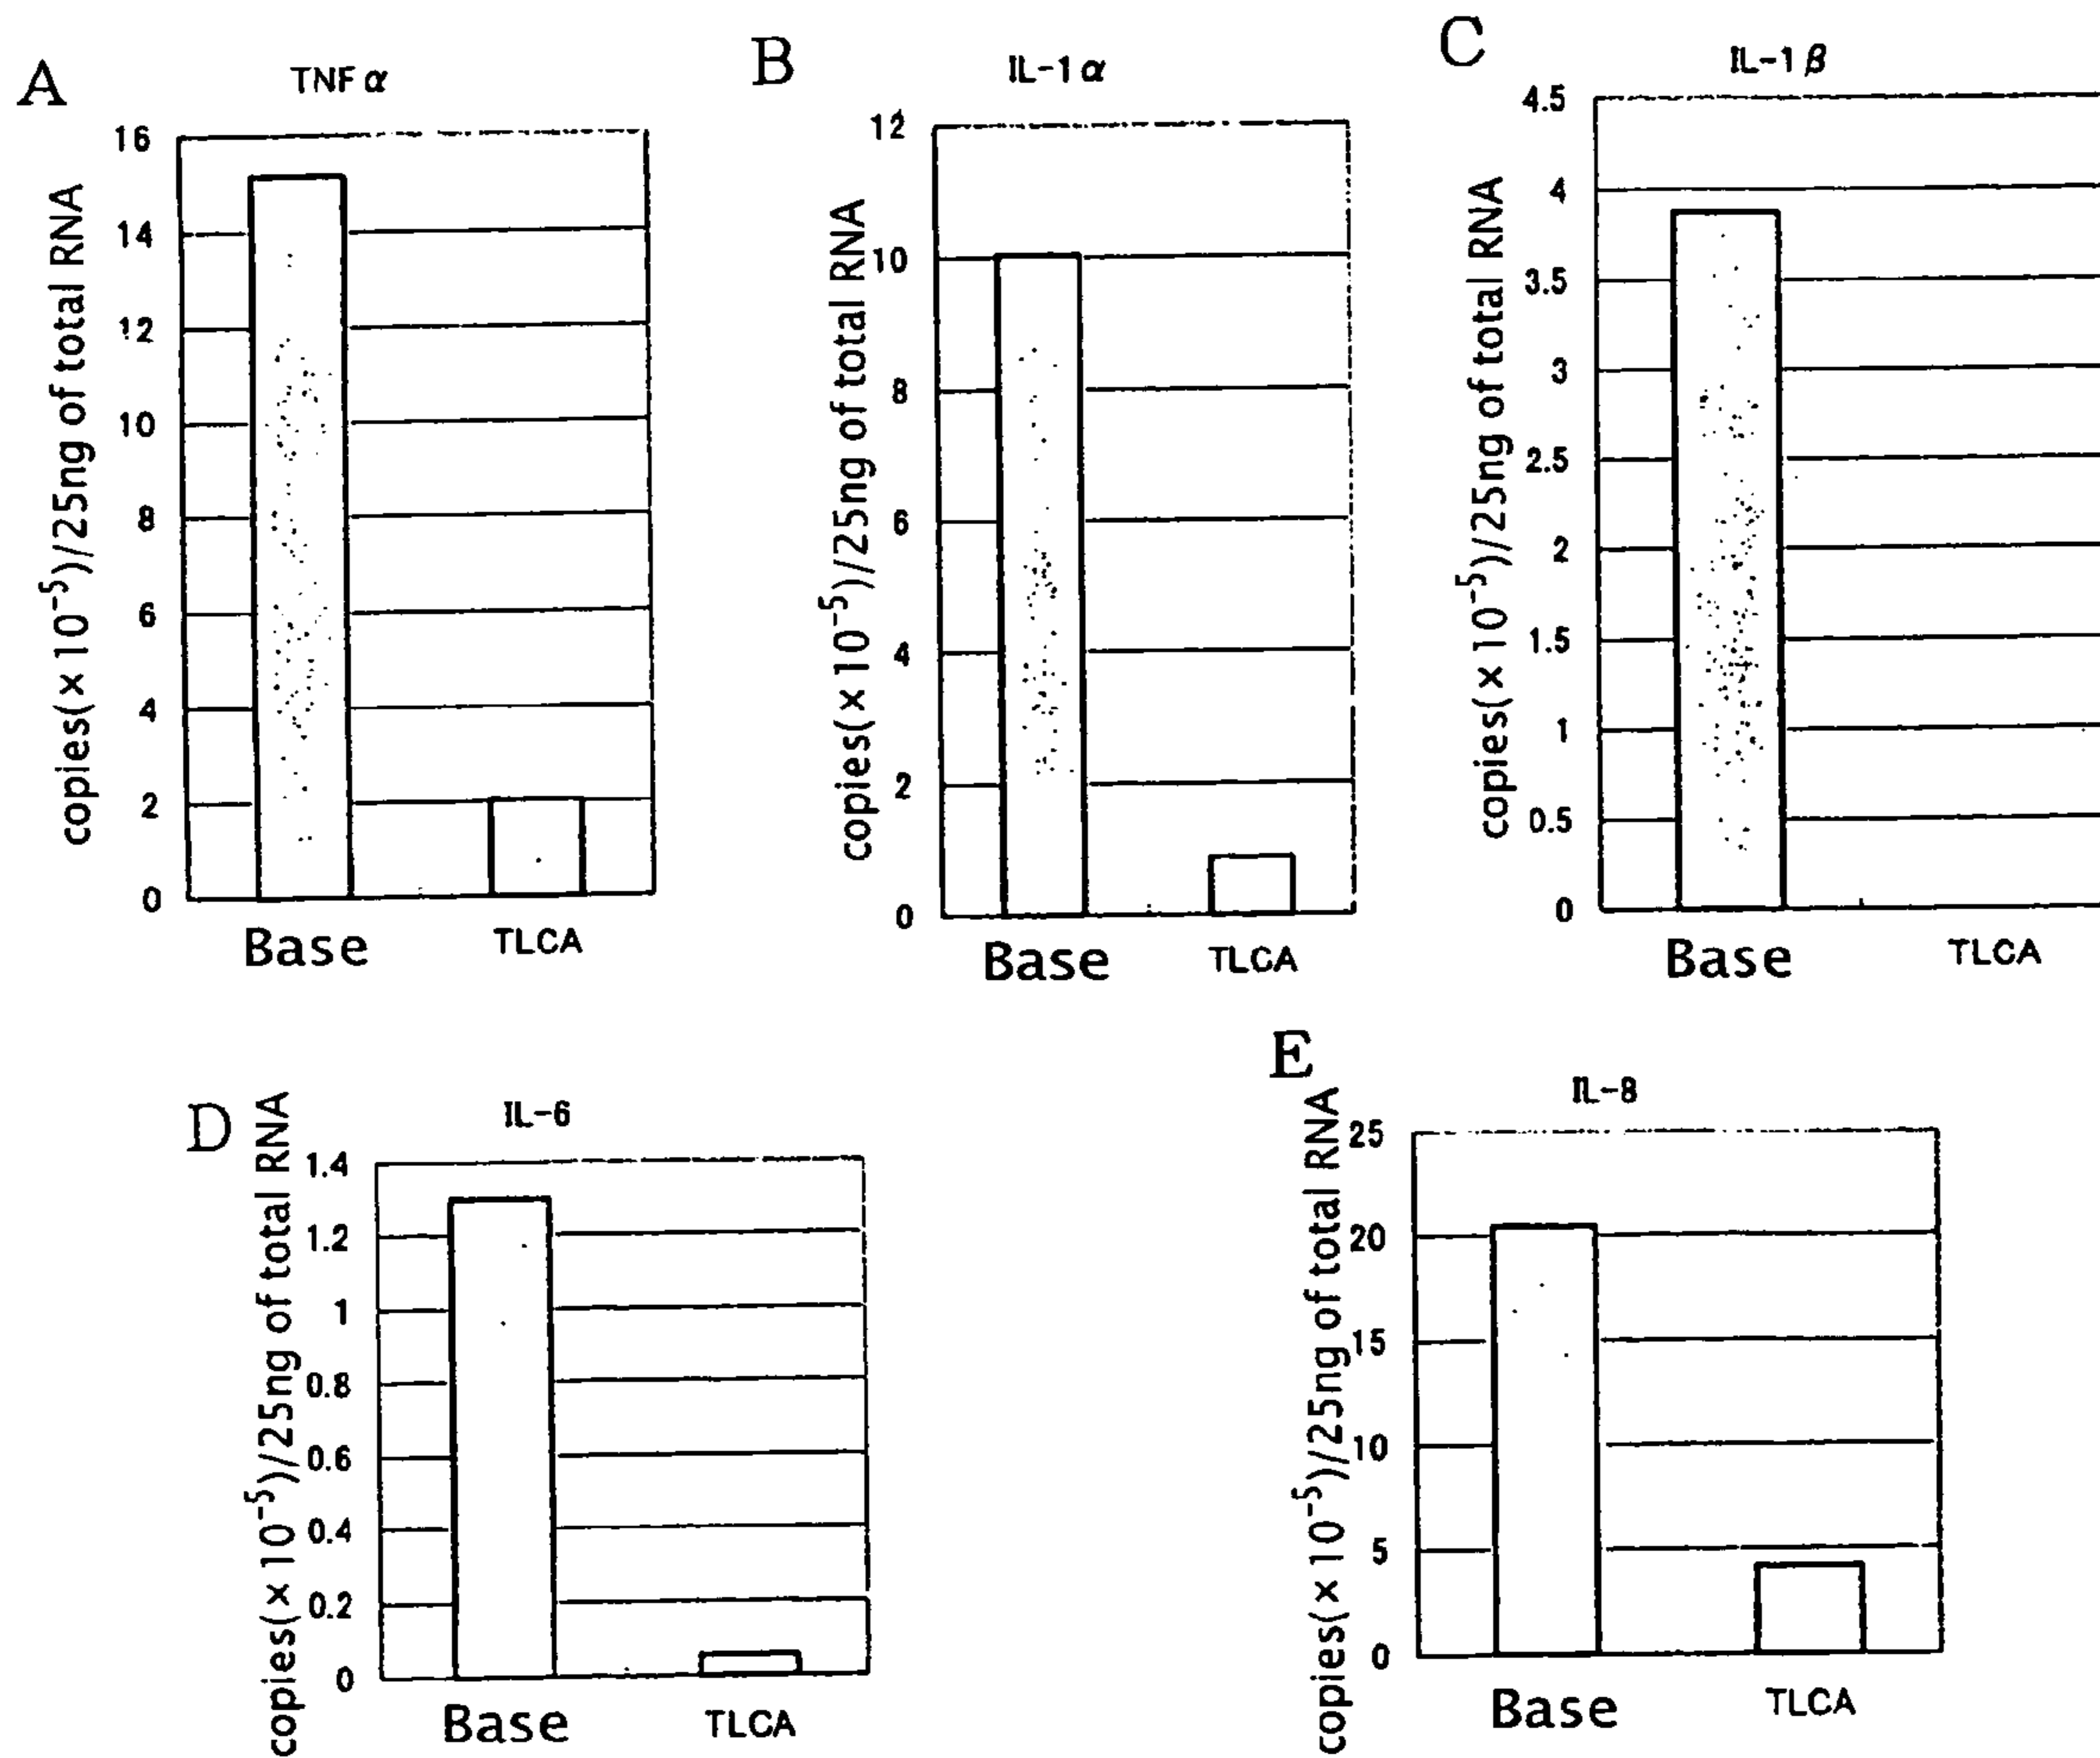 A
TNFα
copies(×10⁻⁵)/25ng of total RNA
16
14
12
10
8
6
4
2
0
Base
TLCA
B
IL-1α
copies(×10⁻⁵)/25ng of total RNA
12
10
8
6
4
2
0
Base
TLCA
C
IL-1β
copies(×10⁻⁵)/25ng of total RNA
4.5
4
3.5
3
2.5
2
1.5
1
0.5
0
Base
TLCA
D
IL-6
copies(×10⁻⁵)/25ng of total RNA
1.4
1.2
1
0.8
0.6
0.4
0.2
0
Base
TLCA
E
IL-8
copies(×10⁻⁵)/25ng of total RNA
25
20
15
10
5
0
Base
TLCA